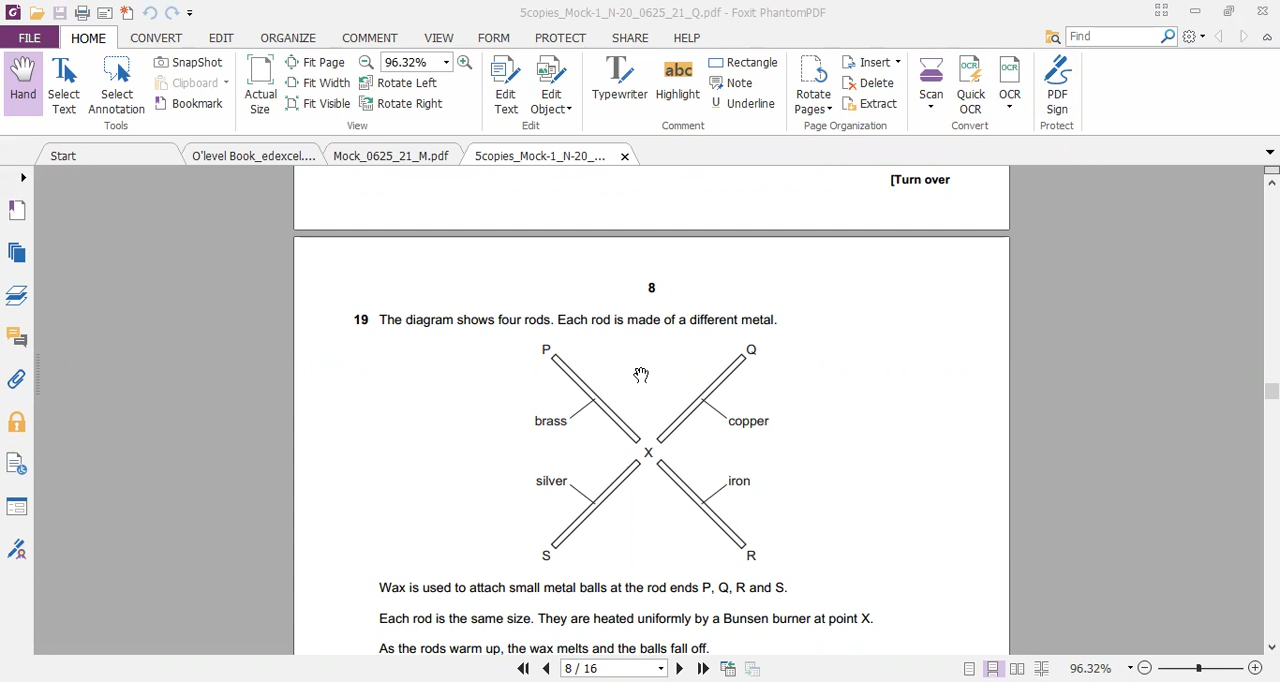 5copies_Mock-1_N-20_0625_21_Q.pdf - Foxit PhantomPDF
FILE HOME CONVERT EDIT ORGANIZE COMMENT VIEW FORM PROTECT SHARE HELP Find
Hand
Select Text
Select Annotation
SnapShot
Clipboard
Bookmark
Tools
Actual Size
Fit Page
Fit Width
Fit Visible
96.32%
Rotate Left
Rotate Right
View
Edit Text
Edit Object
Edit
Typewriter
abc
Highlight
Rectangle
Note
U Underline
Comment
Rotate Pages
Insert
Delete
Extract
Page Organization
Scan
OCR
Quick OCR
OCR
OCR
Convert
PDF Sign
Protect
Start O'level Book_edexcel.... Mock_0625_21_M.pdf 5copies_Mock-1_N-20_...
[Turn over
8
19 The diagram shows four rods. Each rod is made of a different metal.
P Q
brass copper
X
silver iron
S R
Wax is used to attach small metal balls at the rod ends P, Q, R and S.
Each rod is the same size. They are heated uniformly by a Bunsen burner at point X.
As the rods warm up, the wax melts and the balls fall off.
8 / 16 96.32%